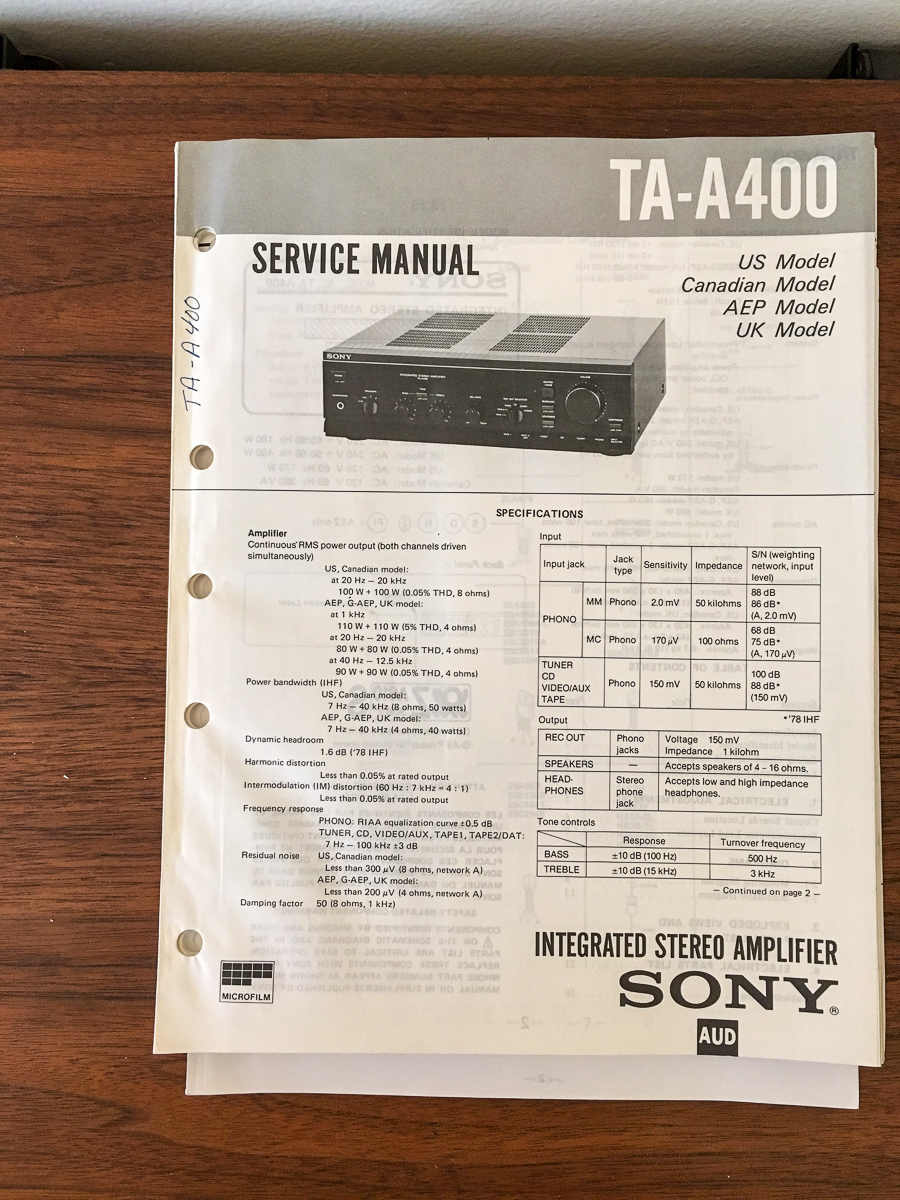 TA-A400
SERVICE MANUAL
US Model
Canadian Model
AEP Model
UK Model
TA-A400
SONY
SPECIFICATIONS
Amplifier
Continuous RMS power output (both channels driven
simultaneously)
US, Canadian model:
at 20 Hz – 20 kHz
100 W + 100 W (0.05% THD, 8 ohms)
AEP, G-AEP, UK model:
at 1 kHz
110 W + 110 W (5% THD, 4 ohms)
at 20 Hz – 20 kHz
80 W + 80 W (0.05% THD, 4 ohms)
at 40 Hz – 12.5 kHz
90 W + 90 W (0.05% THD, 4 ohms)
Power bandwidth (IHF)
US, Canadian model:
7 Hz – 40 kHz (8 ohms, 50 watts)
AEP, G-AEP, UK model:
7 Hz – 40 kHz (4 ohms, 40 watts)
Dynamic headroom
1.6 dB ('78 IHF)
Harmonic distortion
Less than 0.05% at rated output
Intermodulation (IM) distortion (60 Hz : 7 kHz = 4 : 1)
Less than 0.05% at rated output
Frequency response
PHONO: RIAA equalization curve ±0.5 dB
TUNER, CD, VIDEO/AUX, TAPE1, TAPE2/DAT:
7 Hz – 100 kHz ±3 dB
Residual noise US, Canadian model:
Less than 300 µV (8 ohms, network A)
AEP, G-AEP, UK model:
Less than 200 µV (4 ohms, network A)
Damping factor 50 (8 ohms, 1 kHz)
Input
Input jack Jack type Sensitivity Impedance S/N (weighting network, input level)
PHONO MM Phono 2.0 mV 50 kilohms 88 dB 86 dB* (A, 2.0 mV)
MC Phono 170 µV 100 ohms 68 dB 75 dB* (A, 170 µV)
TUNER CD VIDEO/AUX TAPE Phono 150 mV 50 kilohms 100 dB 88 dB* (150 mV)
Output *'78 IHF
REC OUT Phono jacks Voltage 150 mV Impedance 1 kilohm
SPEAKERS — Accepts speakers of 4 – 16 ohms.
HEAD-PHONES Stereo phone jack Accepts low and high impedance headphones.
Tone controls
Response Turnover frequency
BASS ±10 dB (100 Hz) 500 Hz
TREBLE ±10 dB (15 kHz) 3 kHz
– Continued on page 2 –
INTEGRATED STEREO AMPLIFIER
SONY®
AUD
MICROFILM